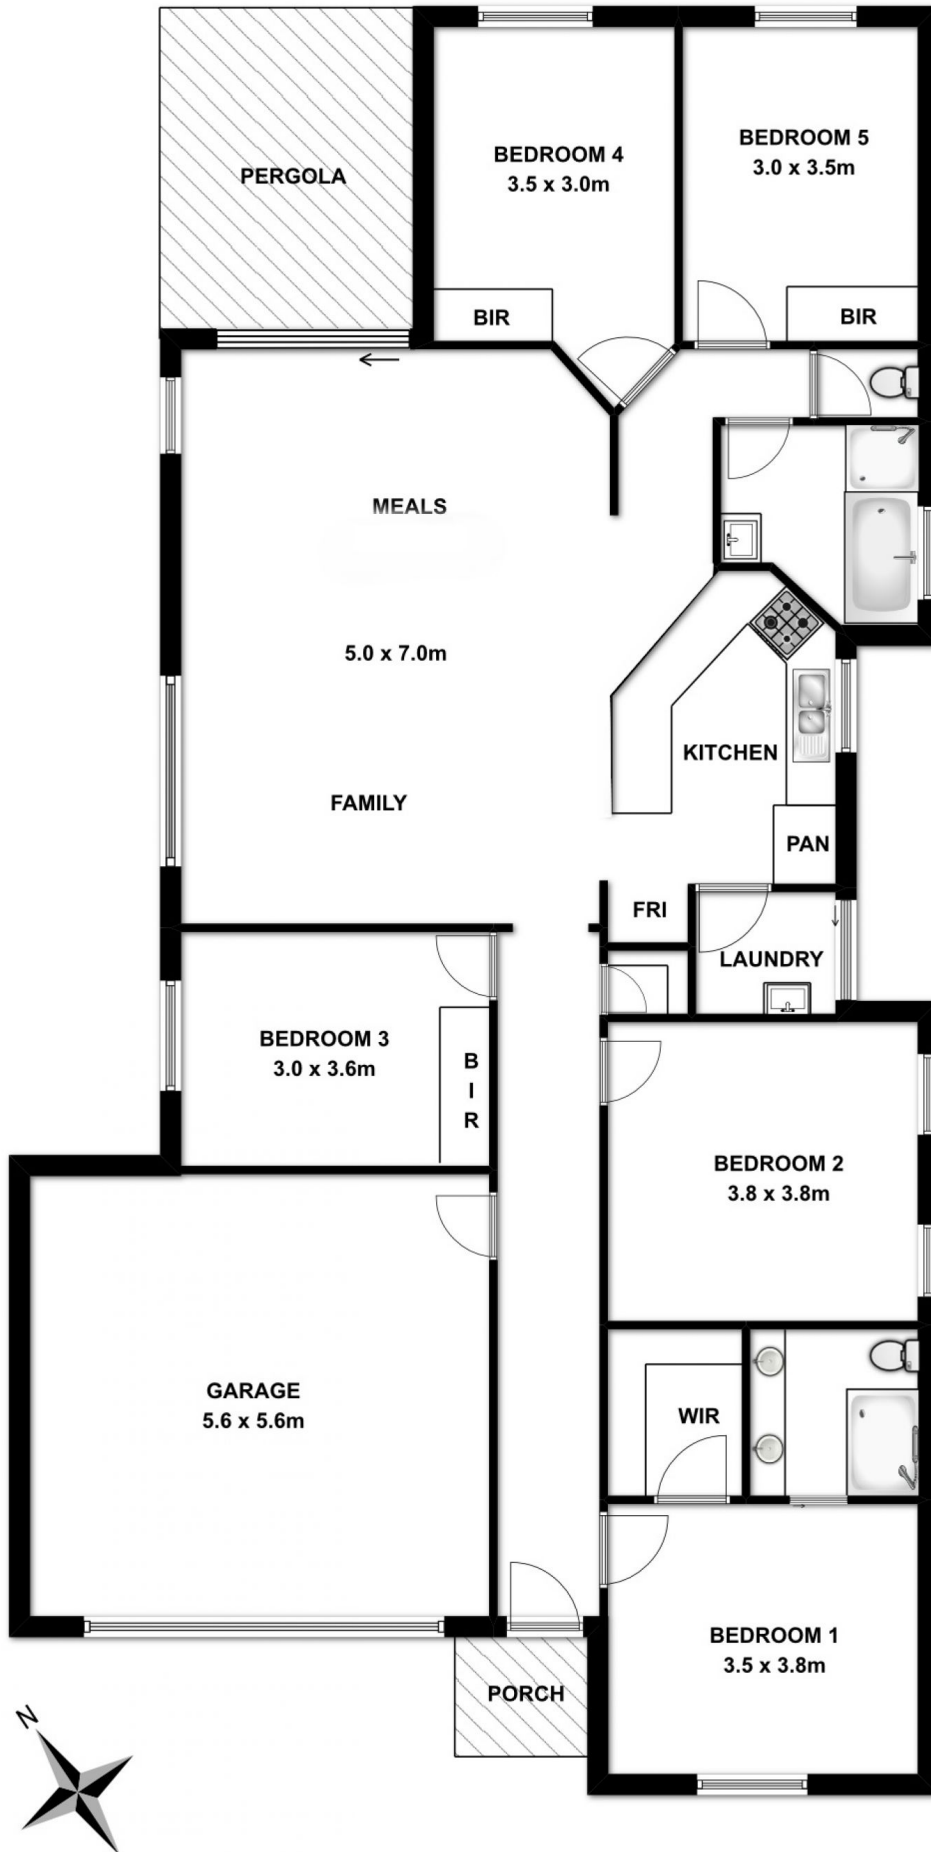 PERGOLA
BEDROOM 4
3.5 x 3.0m
BEDROOM 5
3.0 x 3.5m
BIR
BIR
MEALS
5.0 x 7.0m
FAMILY
KITCHEN
PAN
FRI
LAUNDRY
BEDROOM 3
3.0 x 3.6m
B
I
R
BEDROOM 2
3.8 x 3.8m
GARAGE
5.6 x 5.6m
WIR
BEDROOM 1
3.5 x 3.8m
PORCH
N